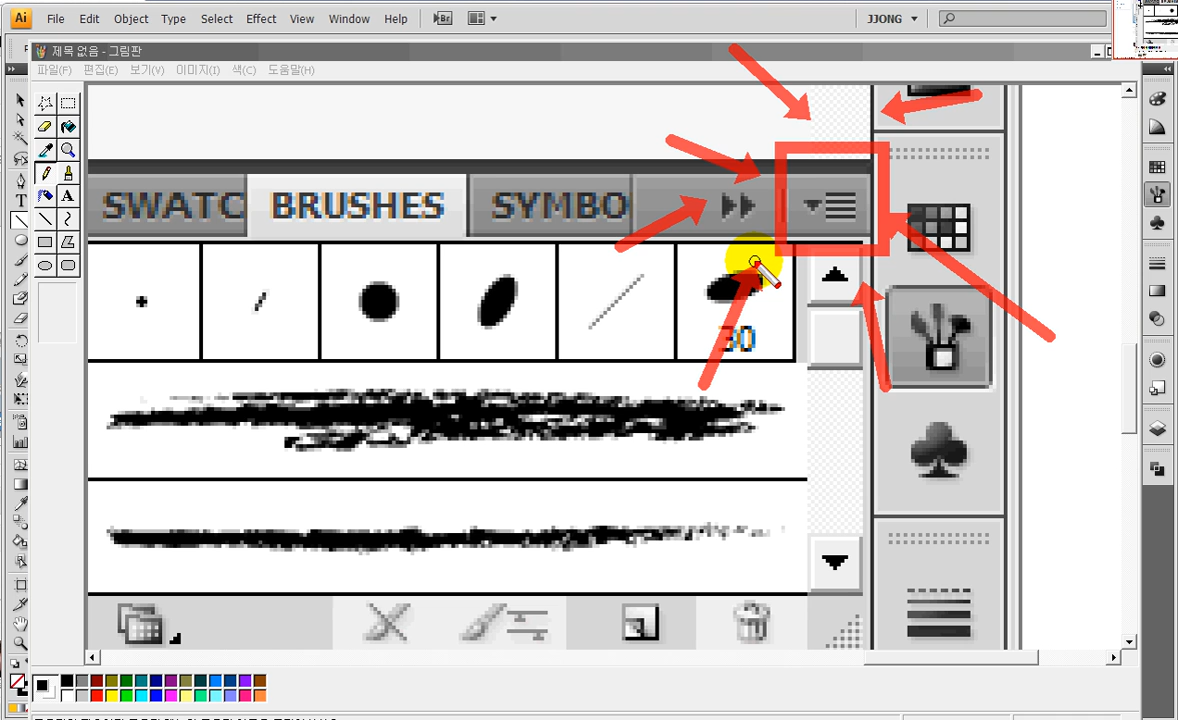 Ai File Edit Object Type Select Effect View Window Help Br JJONG
제목 없음 - 그림판
파일(F) 편집(E) 보기(V) 이미지(I) 색(C) 도움말(H)
SWATC BRUSHES SYMBO
30